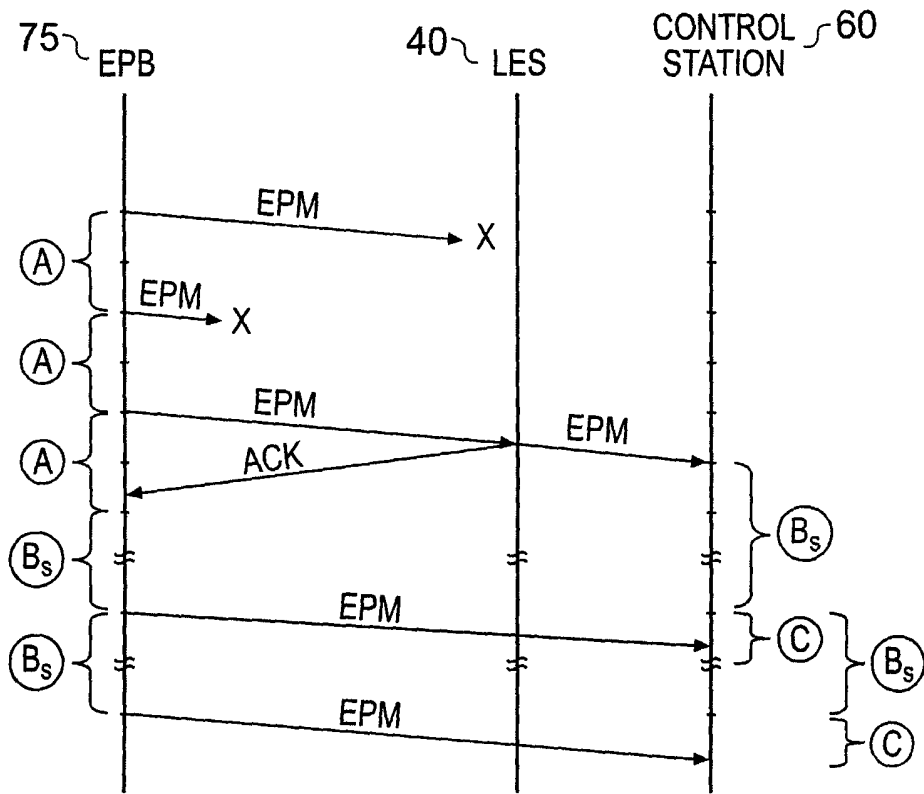 75 EPB
40 LES
CONTROL STATION 60
EPM
X
A
EPM
X
A
EPM
EPM
A
ACK
Bs
Bs
EPM
C
Bs
Bs
EPM
C